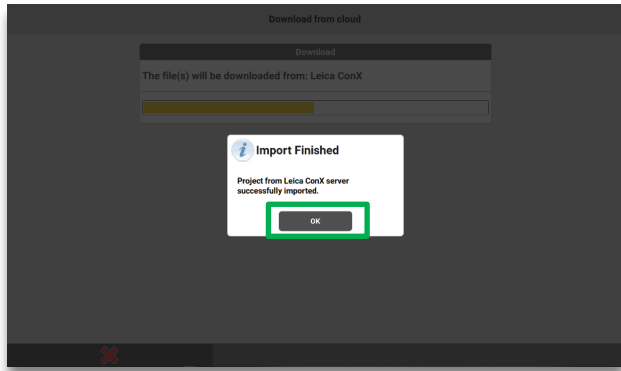 Download from cloud
Download
The file(s) will be downloaded from: Leica ConX
Import Finished
Project from Leica ConX server
successfully imported.
OK